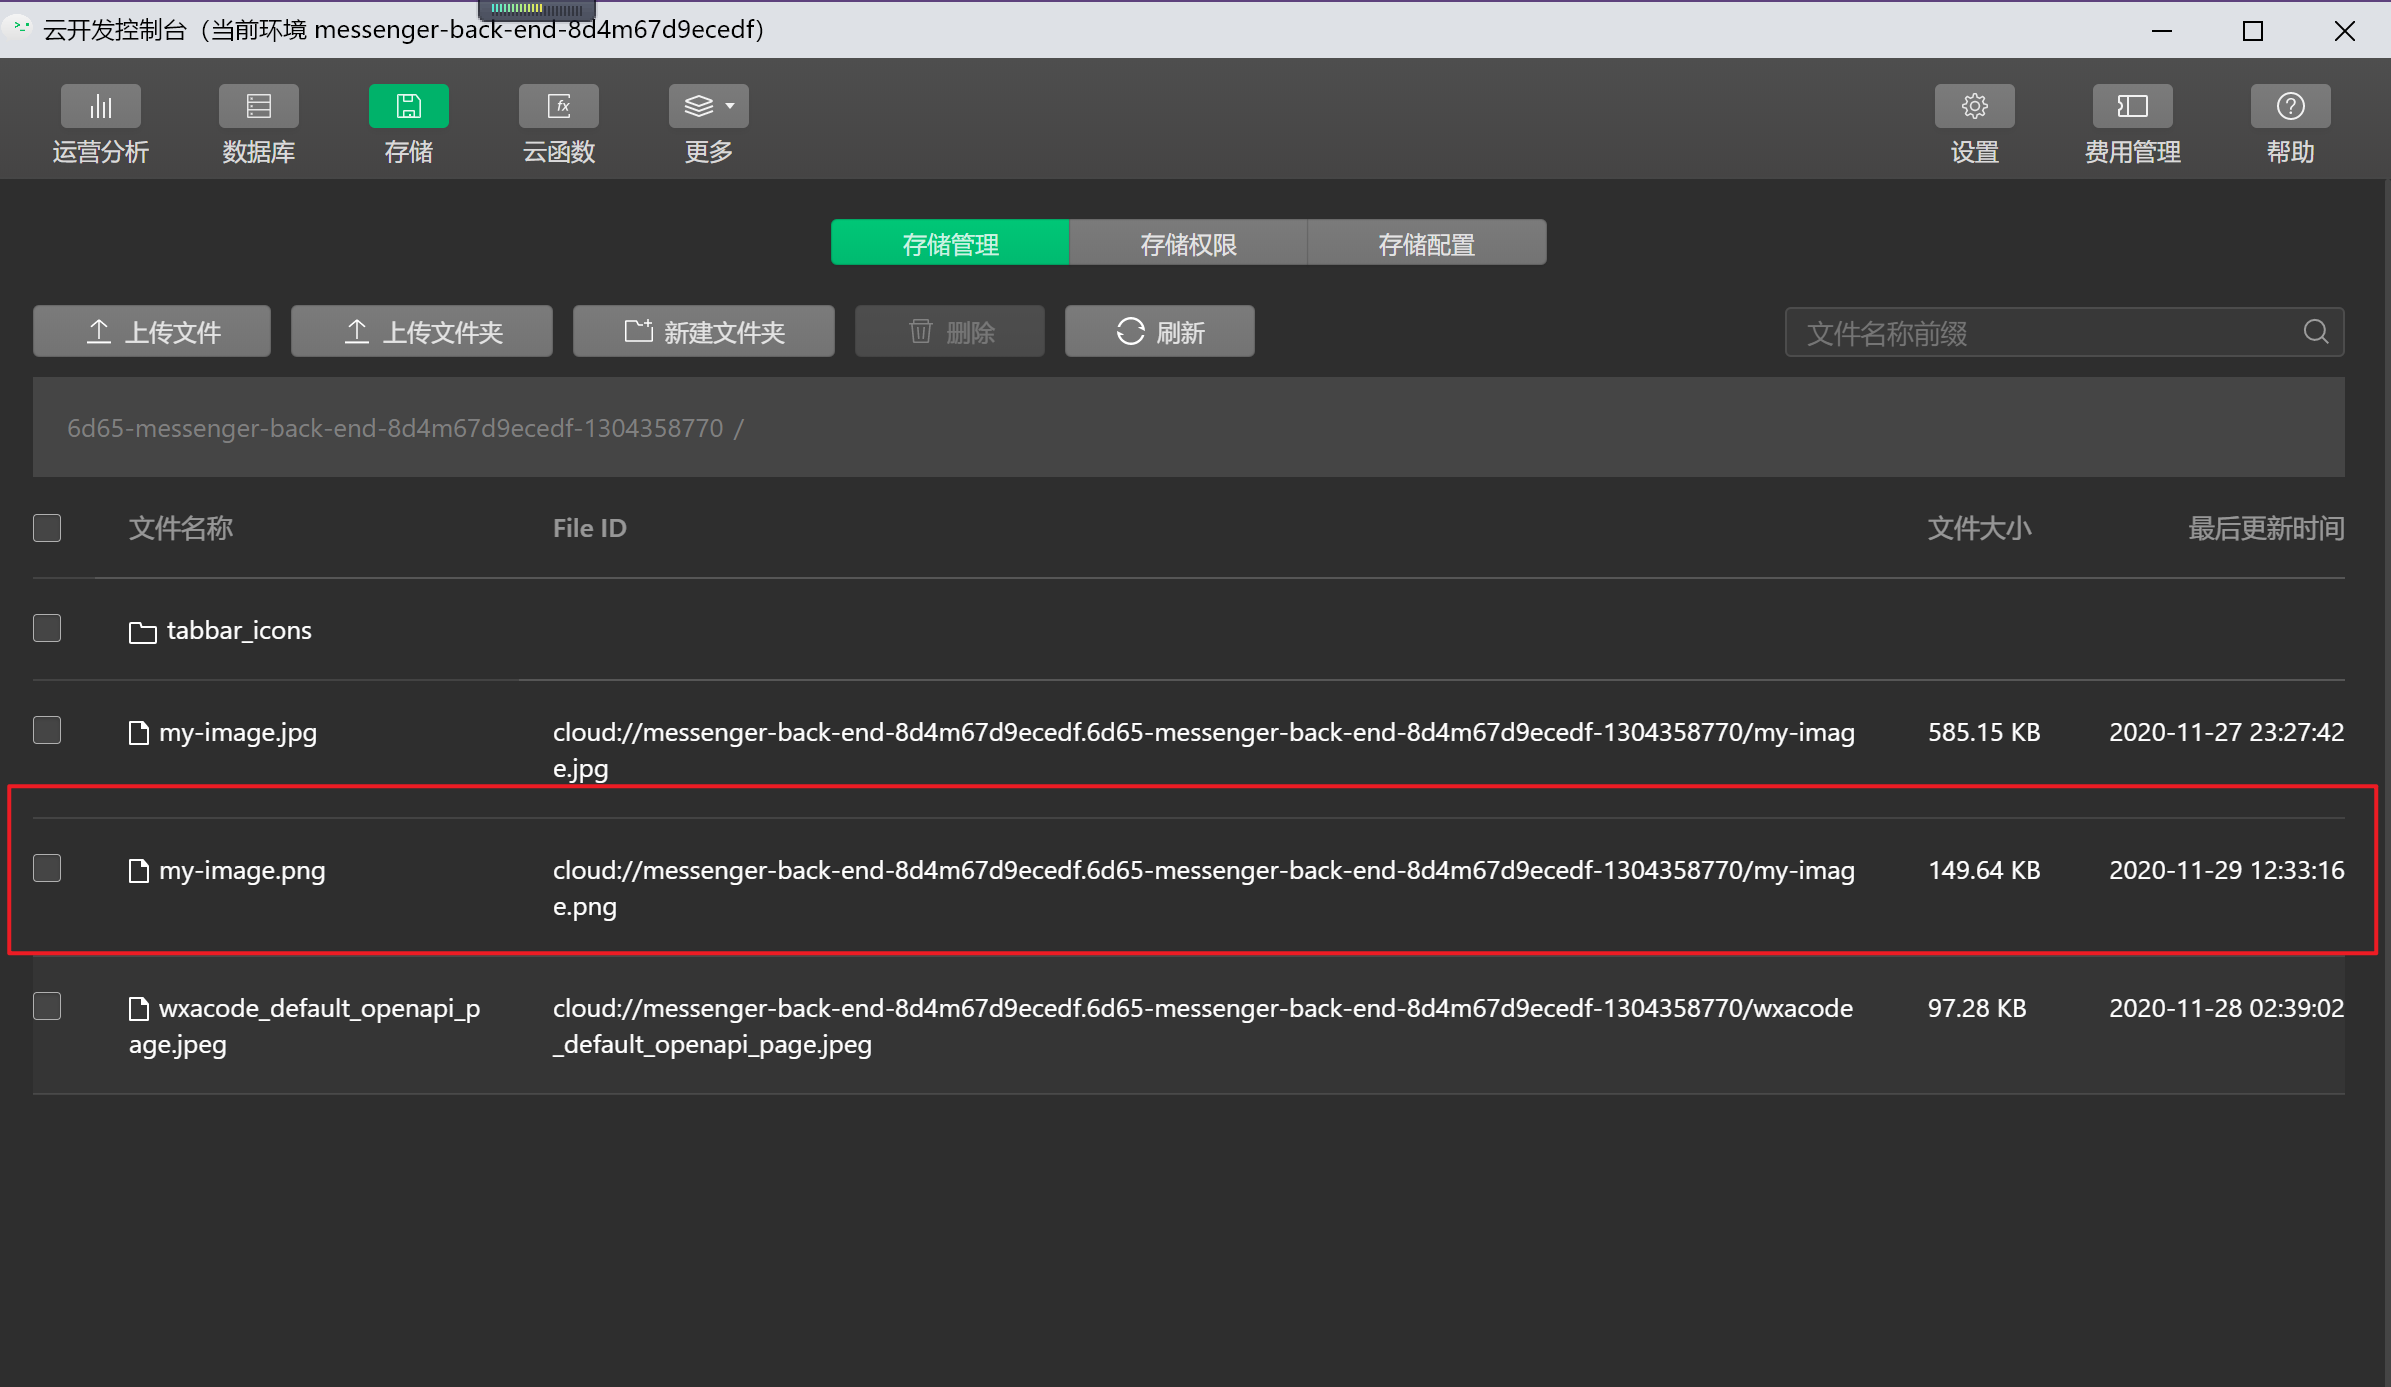 云开发控制台（当前环境 messenger-back-end-8d4m67d9ecedf）
运营分析
数据库
存储
云函数
更多
设置
费用管理
帮助
存储管理
存储权限
存储配置
上传文件
上传文件夹
新建文件夹
删除
刷新
文件名称前缀
6d65-messenger-back-end-8d4m67d9ecedf-1304358770 /
文件名称 File ID 文件大小 最后更新时间
tabbar_icons
my-image.jpg cloud://messenger-back-end-8d4m67d9ecedf.6d65-messenger-back-end-8d4m67d9ecedf-1304358770/my-imag 585.15 KB 2020-11-27 23:27:42
e.jpg
my-image.png cloud://messenger-back-end-8d4m67d9ecedf.6d65-messenger-back-end-8d4m67d9ecedf-1304358770/my-imag 149.64 KB 2020-11-29 12:33:16
e.png
wxacode_default_openapi_p cloud://messenger-back-end-8d4m67d9ecedf.6d65-messenger-back-end-8d4m67d9ecedf-1304358770/wxacode 97.28 KB 2020-11-28 02:39:02
age.jpeg _default_openapi_page.jpeg